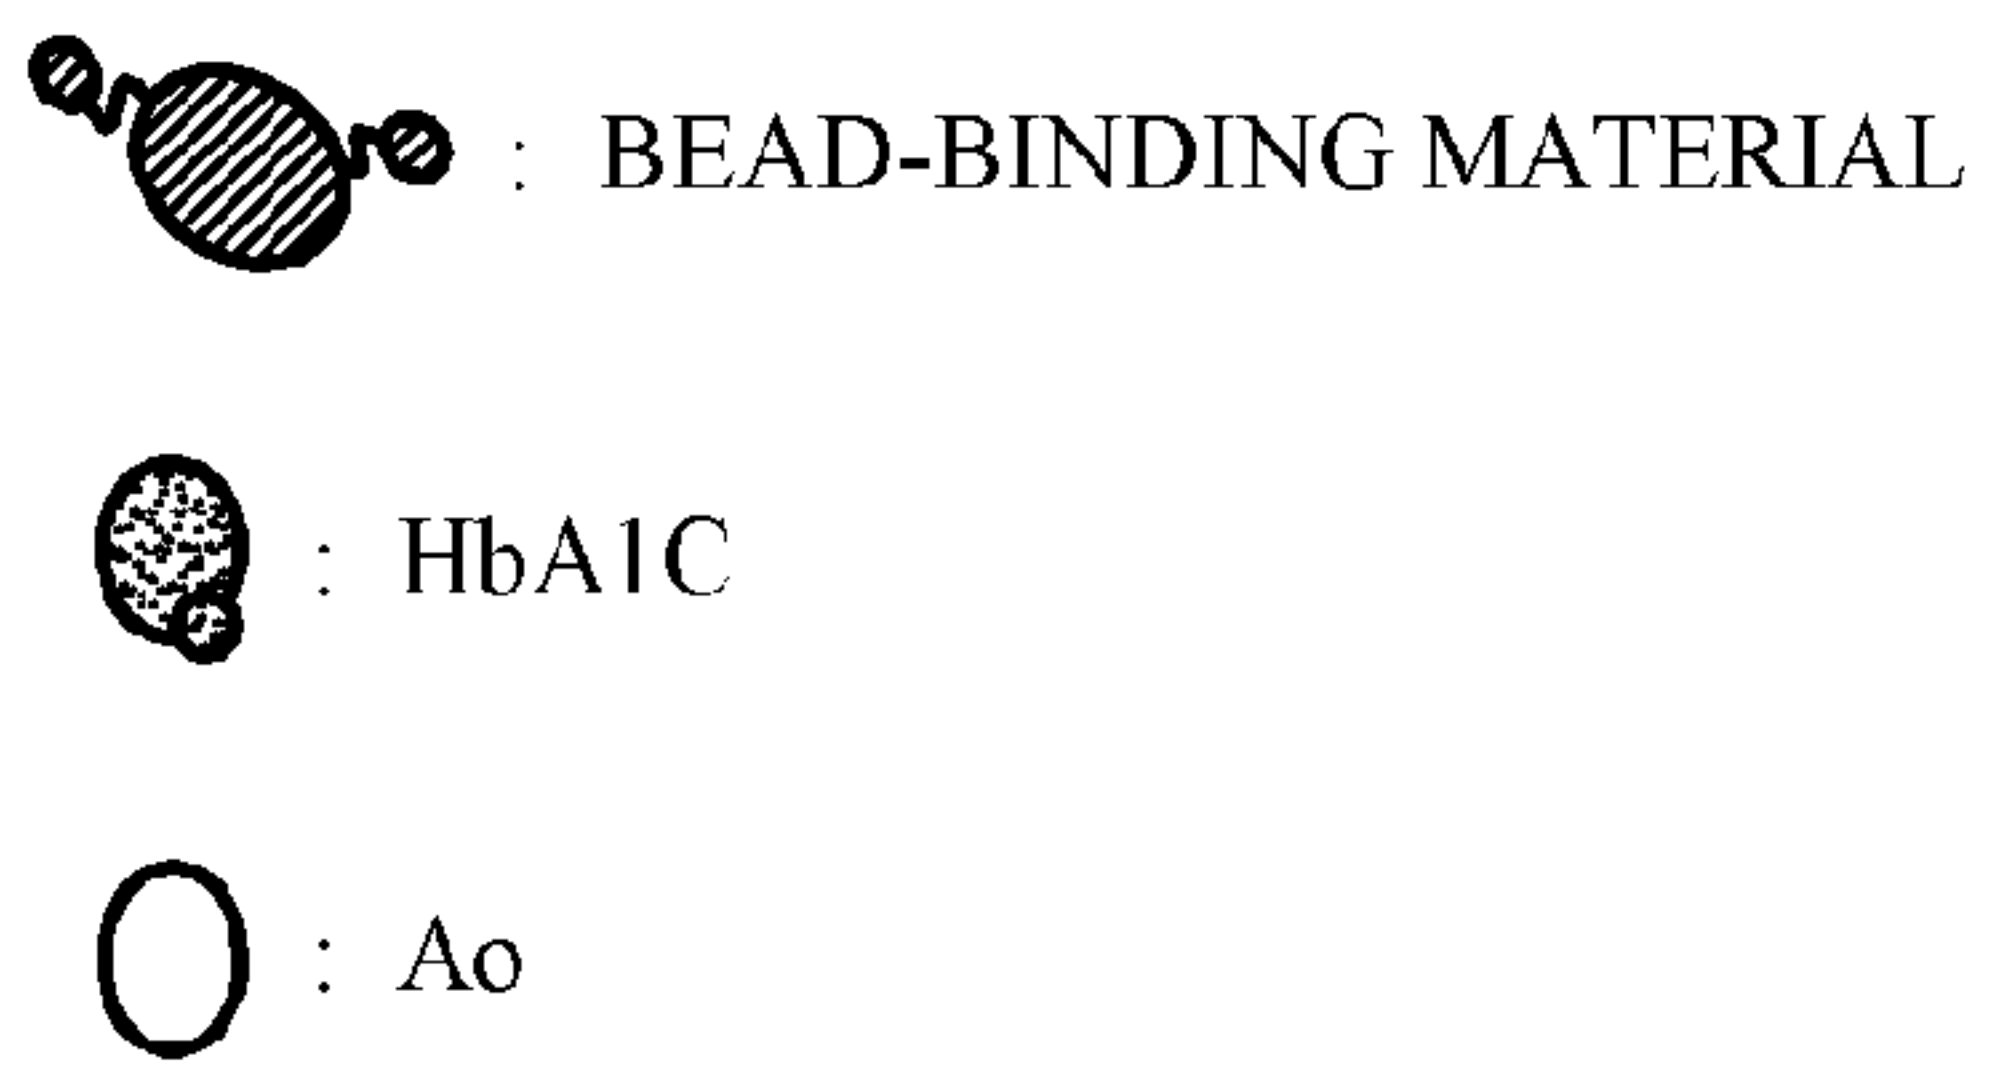 : BEAD-BINDING MATERIAL
: HbA1C
: Ao